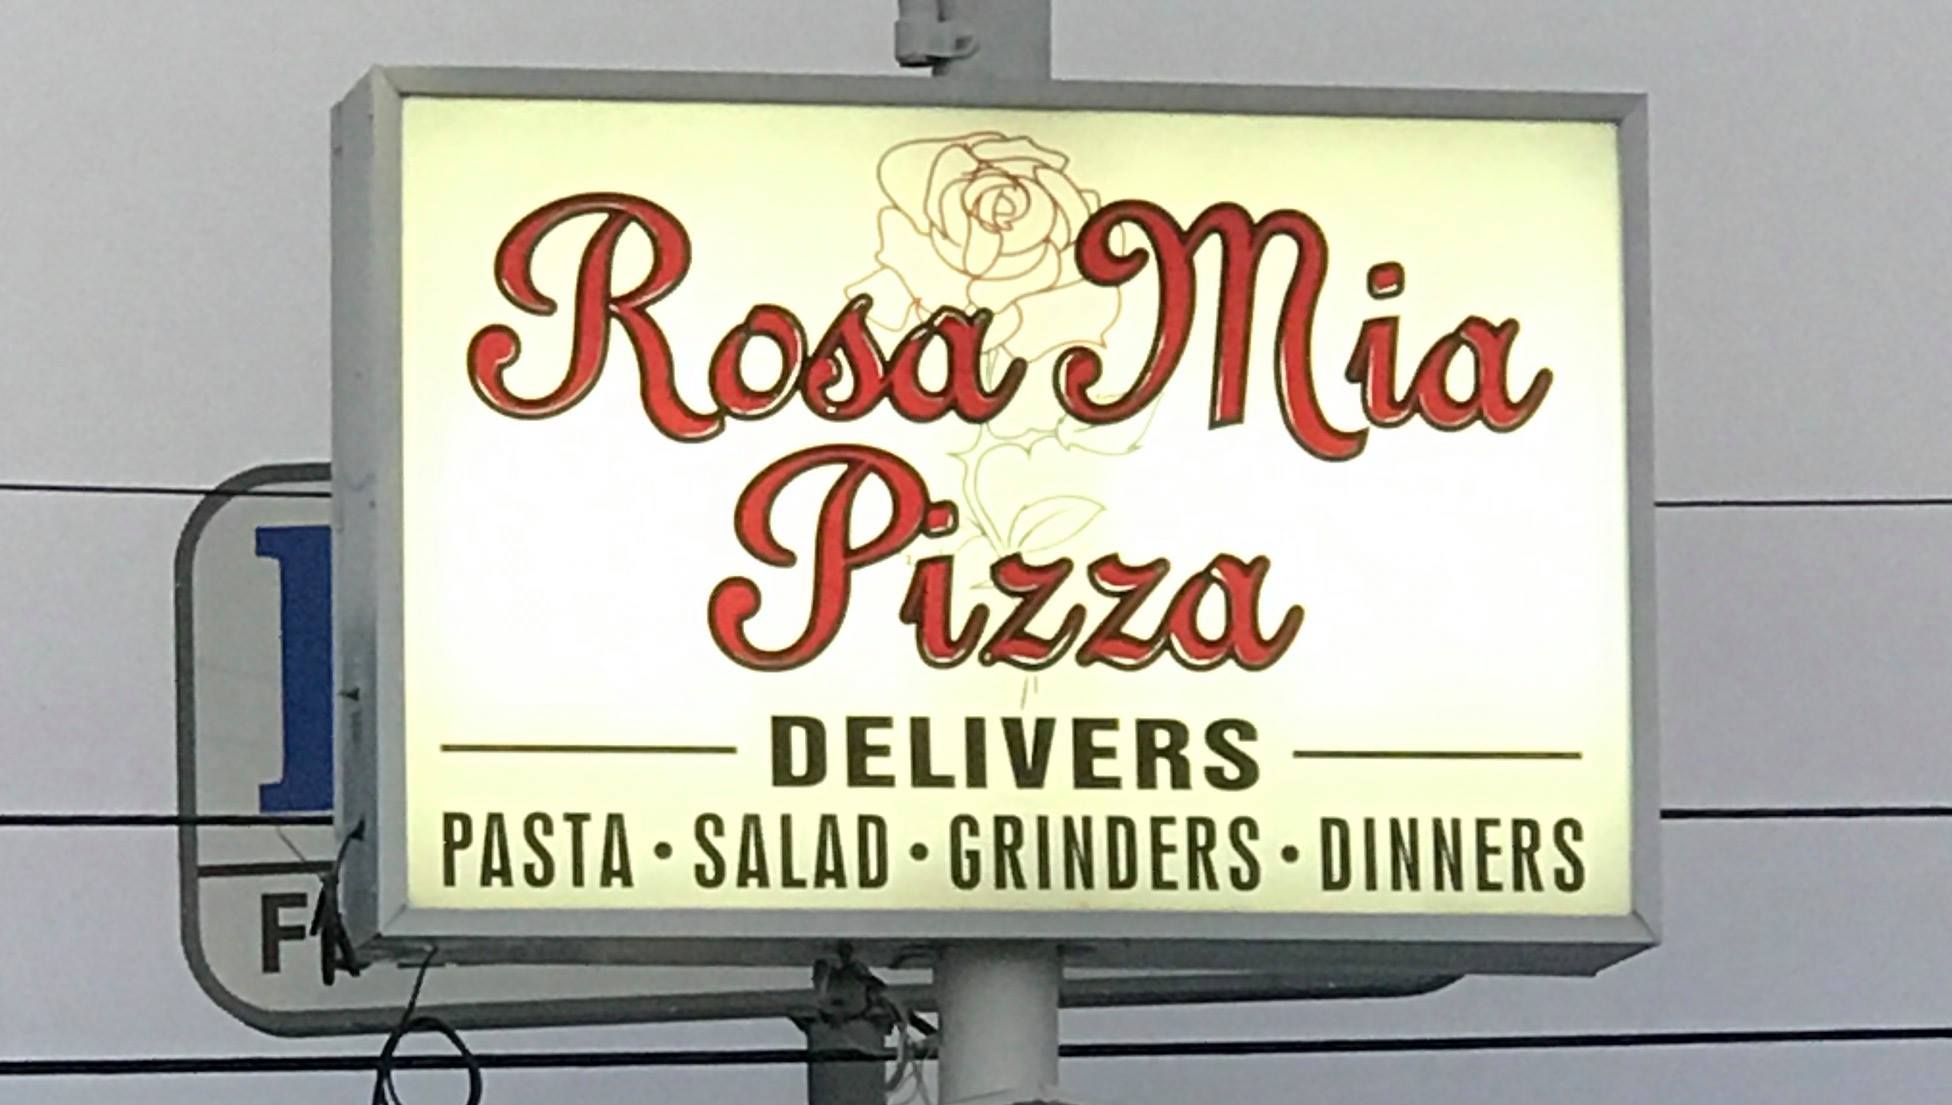 Rosa Mia
Pizza
DELIVERS
PASTA · SALAD · GRINDERS · DINNERS